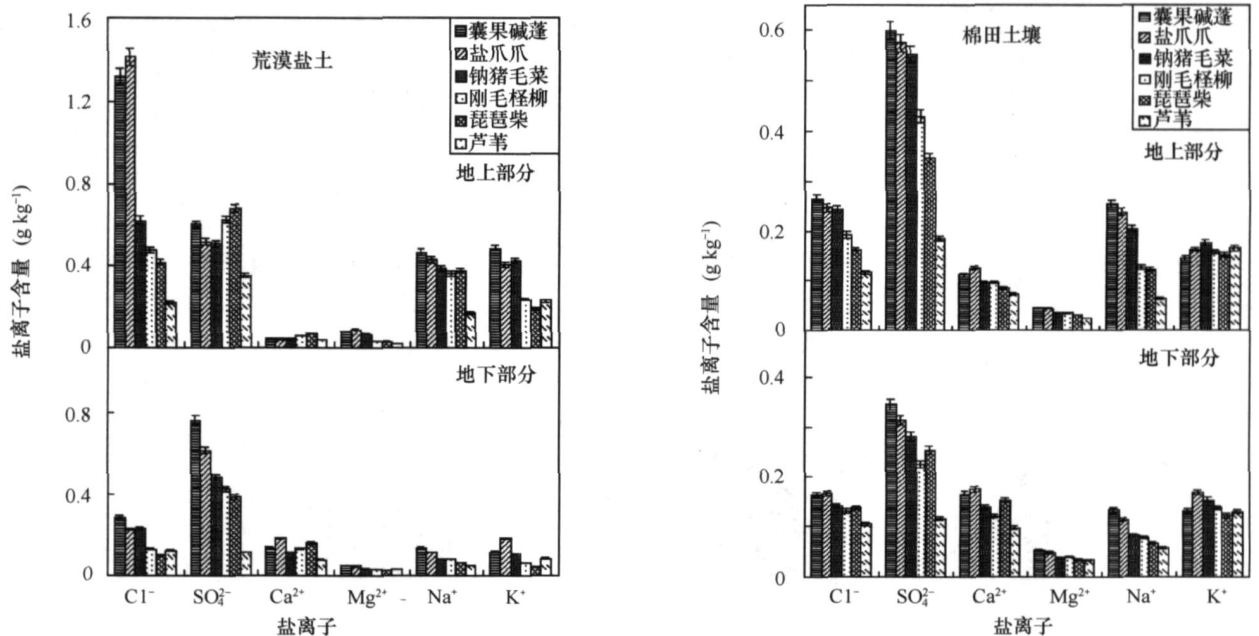 1.6
1.2
0.8
0.4
0
0.8
0.4
0
盐离子含量 (g kg⁻¹)
荒漠盐土
囊果碱蓬
盐爪爪
钠猪毛菜
刚毛柽柳
琵琶柴
芦苇
地上部分
地下部分
C1⁻ SO₄²⁻ Ca²⁺ Mg²⁺ Na⁺ K⁺
盐离子
0.6
0.4
0.2
0
0.4
0.2
0
盐离子含量 (g kg⁻¹)
棉田土壤
囊果碱蓬
盐爪爪
钠猪毛菜
刚毛柽柳
琵琶柴
芦苇
地上部分
地下部分
C1⁻ SO₄²⁻ Ca²⁺ Mg²⁺ Na⁺ K⁺
盐离子